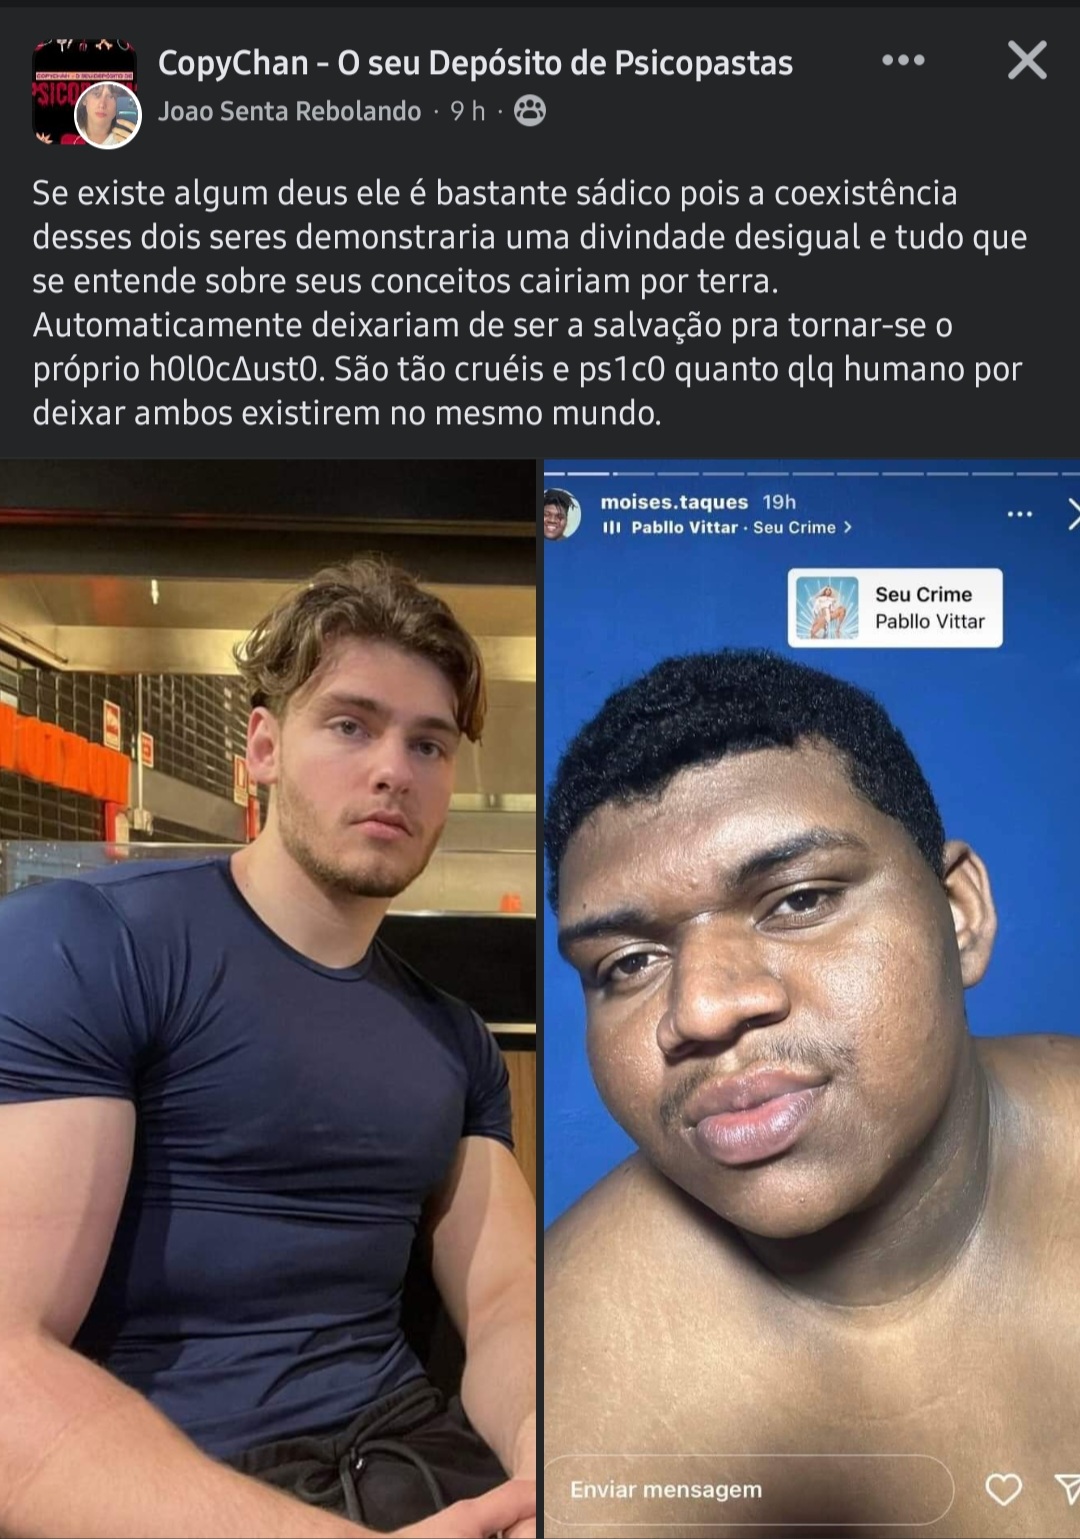 CopyChan - O seu Depósito de Psicopastas
Joao Senta Rebolando · 9 h ·
Se existe algum deus ele é bastante sádico pois a coexistência
desses dois seres demonstraria uma divindade desigual e tudo que
se entende sobre seus conceitos cairiam por terra.
Automaticamente deixariam de ser a salvação pra tornar-se o
próprio h0l0cΔust0. São tão cruéis e ps1c0 quanto qlq humano por
deixar ambos existirem no mesmo mundo.
moises.taques 19h
Pabllo Vittar · Seu Crime >
Seu Crime
Pabllo Vittar
Enviar mensagem